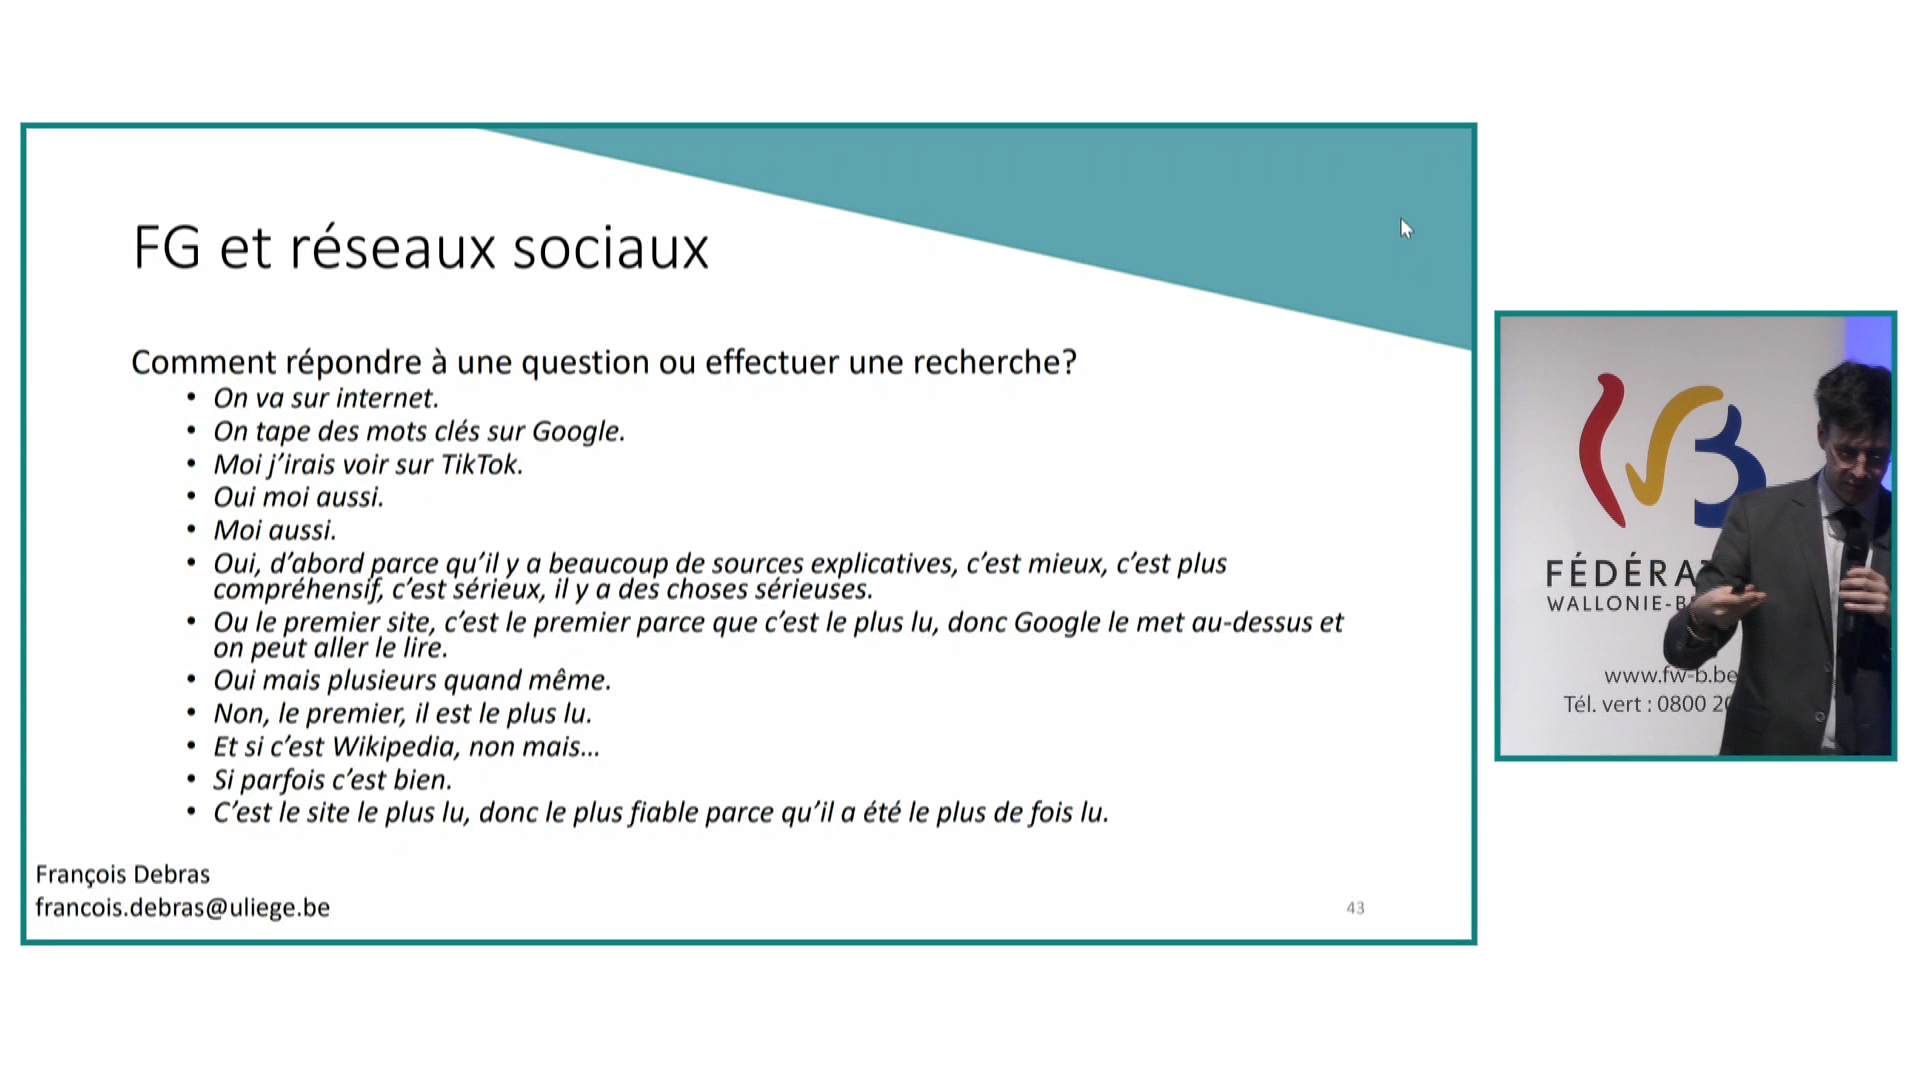 FG et réseaux sociaux
Comment répondre à une question ou effectuer une recherche?
• On va sur internet.
• On tape des mots clés sur Google.
• Moi j’irais voir sur TikTok.
• Oui moi aussi.
• Moi aussi.
• Oui, d’abord parce qu’il y a beaucoup de sources explicatives, c’est mieux, c’est plus
compréhensif, c’est sérieux, il y a des choses sérieuses.
• Ou le premier site, c’est le premier parce que c’est le plus lu, donc Google le met au-dessus et
on peut aller le lire.
• Oui mais plusieurs quand même.
• Non, le premier, il est le plus lu.
• Et si c’est Wikipedia, non mais…
• Si parfois c’est bien.
• C’est le site le plus lu, donc le plus fiable parce qu’il a été le plus de fois lu.
François Debras
francois.debras@uliege.be
43
WB
FÉDÉRA
WALLONIE-B
www.fw-b.be
Tél. vert : 0800